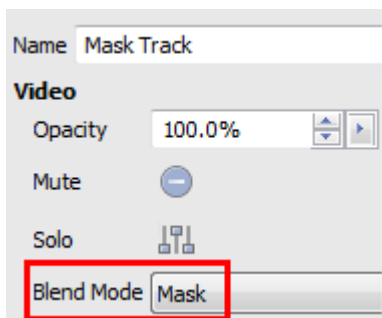 Name Mask Track
Video
Opacity 100.0%
Mute
Solo
Blend Mode Mask